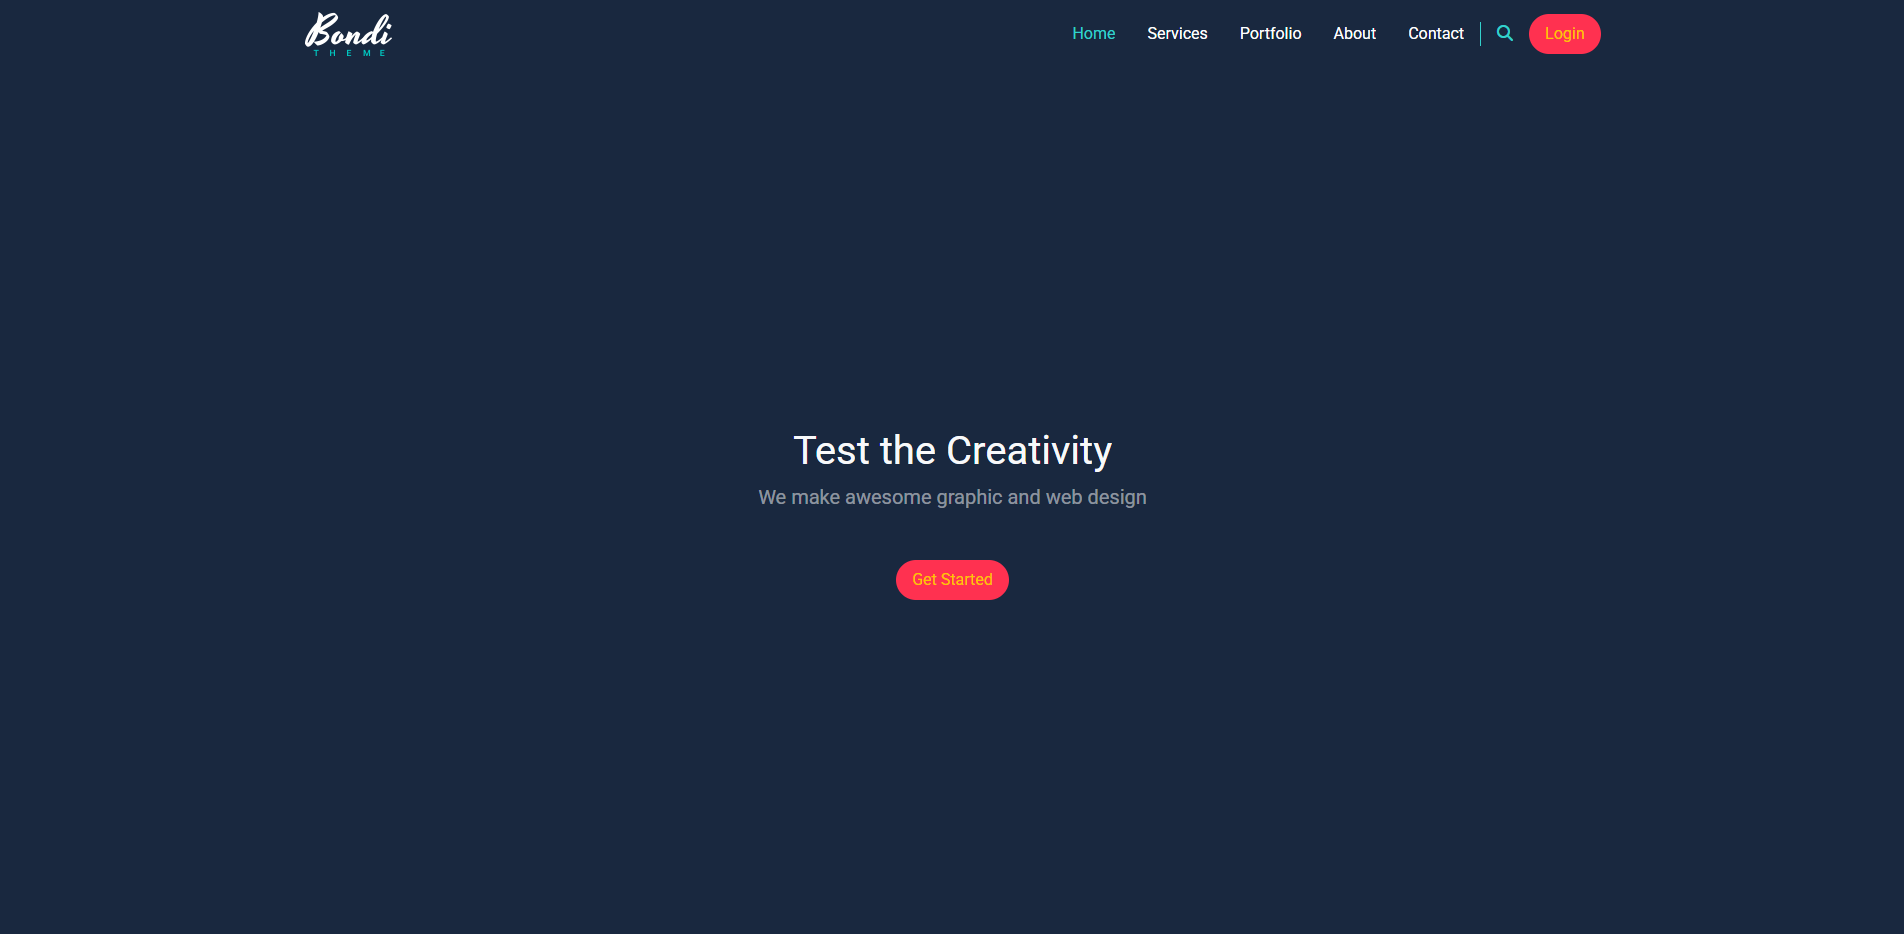 Bondi
THEME
Home Services Portfolio About Contact Login
Test the Creativity
We make awesome graphic and web design
Get Started